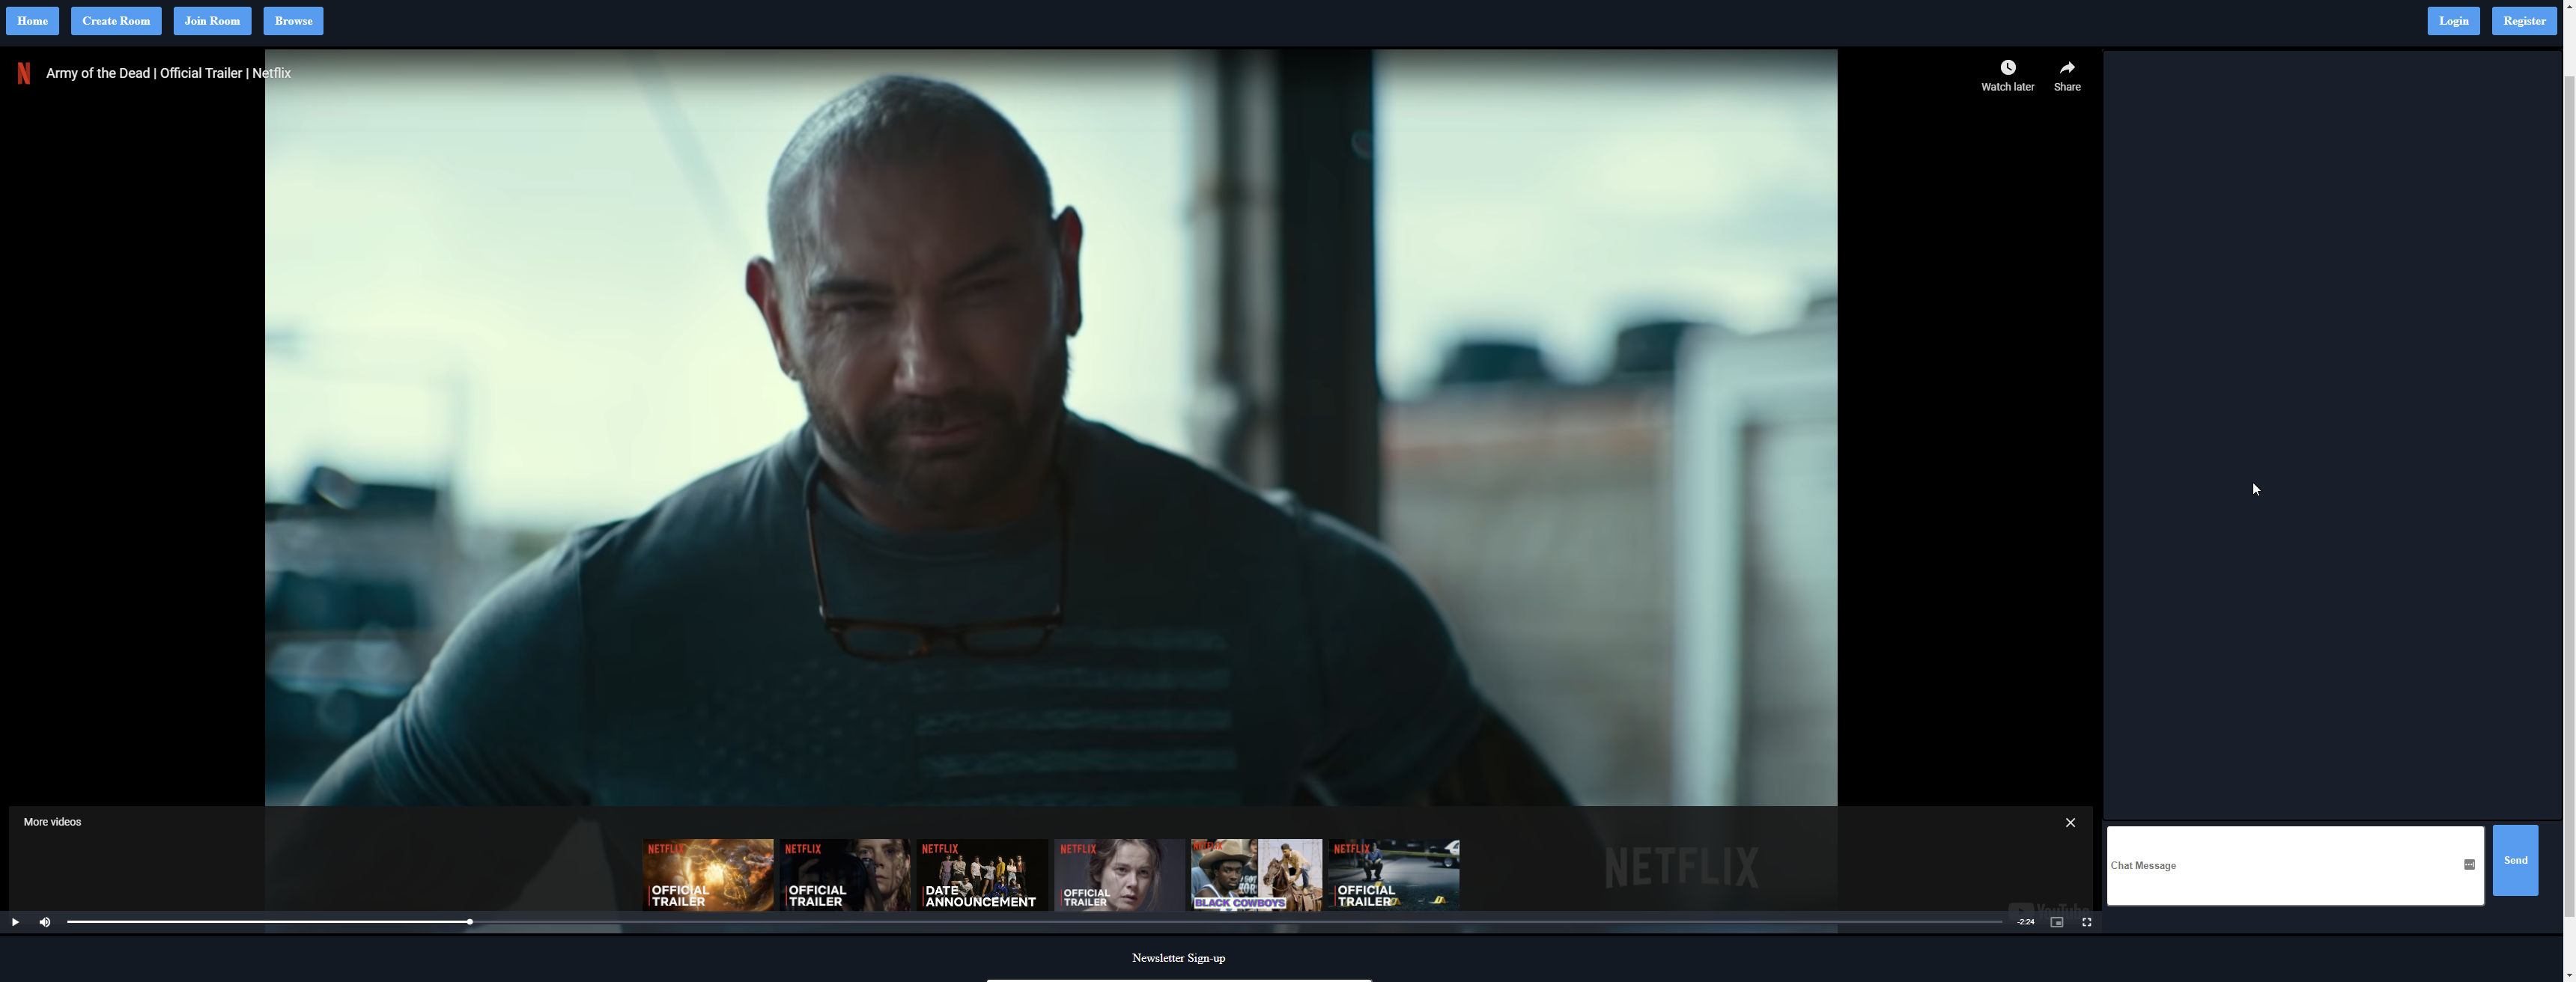 Home Create Room Join Room Browse Login Register
Army of the Dead | Official Trailer | Netflix
Watch later Share
More videos
NETFLIX
OFFICIAL
TRAILER
NETFLIX
OFFICIAL
TRAILER
NETFLIX
DATE
ANNOUNCEMENT
NETFLIX
OFFICIAL
TRAILER
NETFLIX
BLACK COWBOYS
NETFLIX
OFFICIAL
TRAILER
NETFLIX
YouTube
-2:24
Chat Message
Send
Newsletter Sign-up